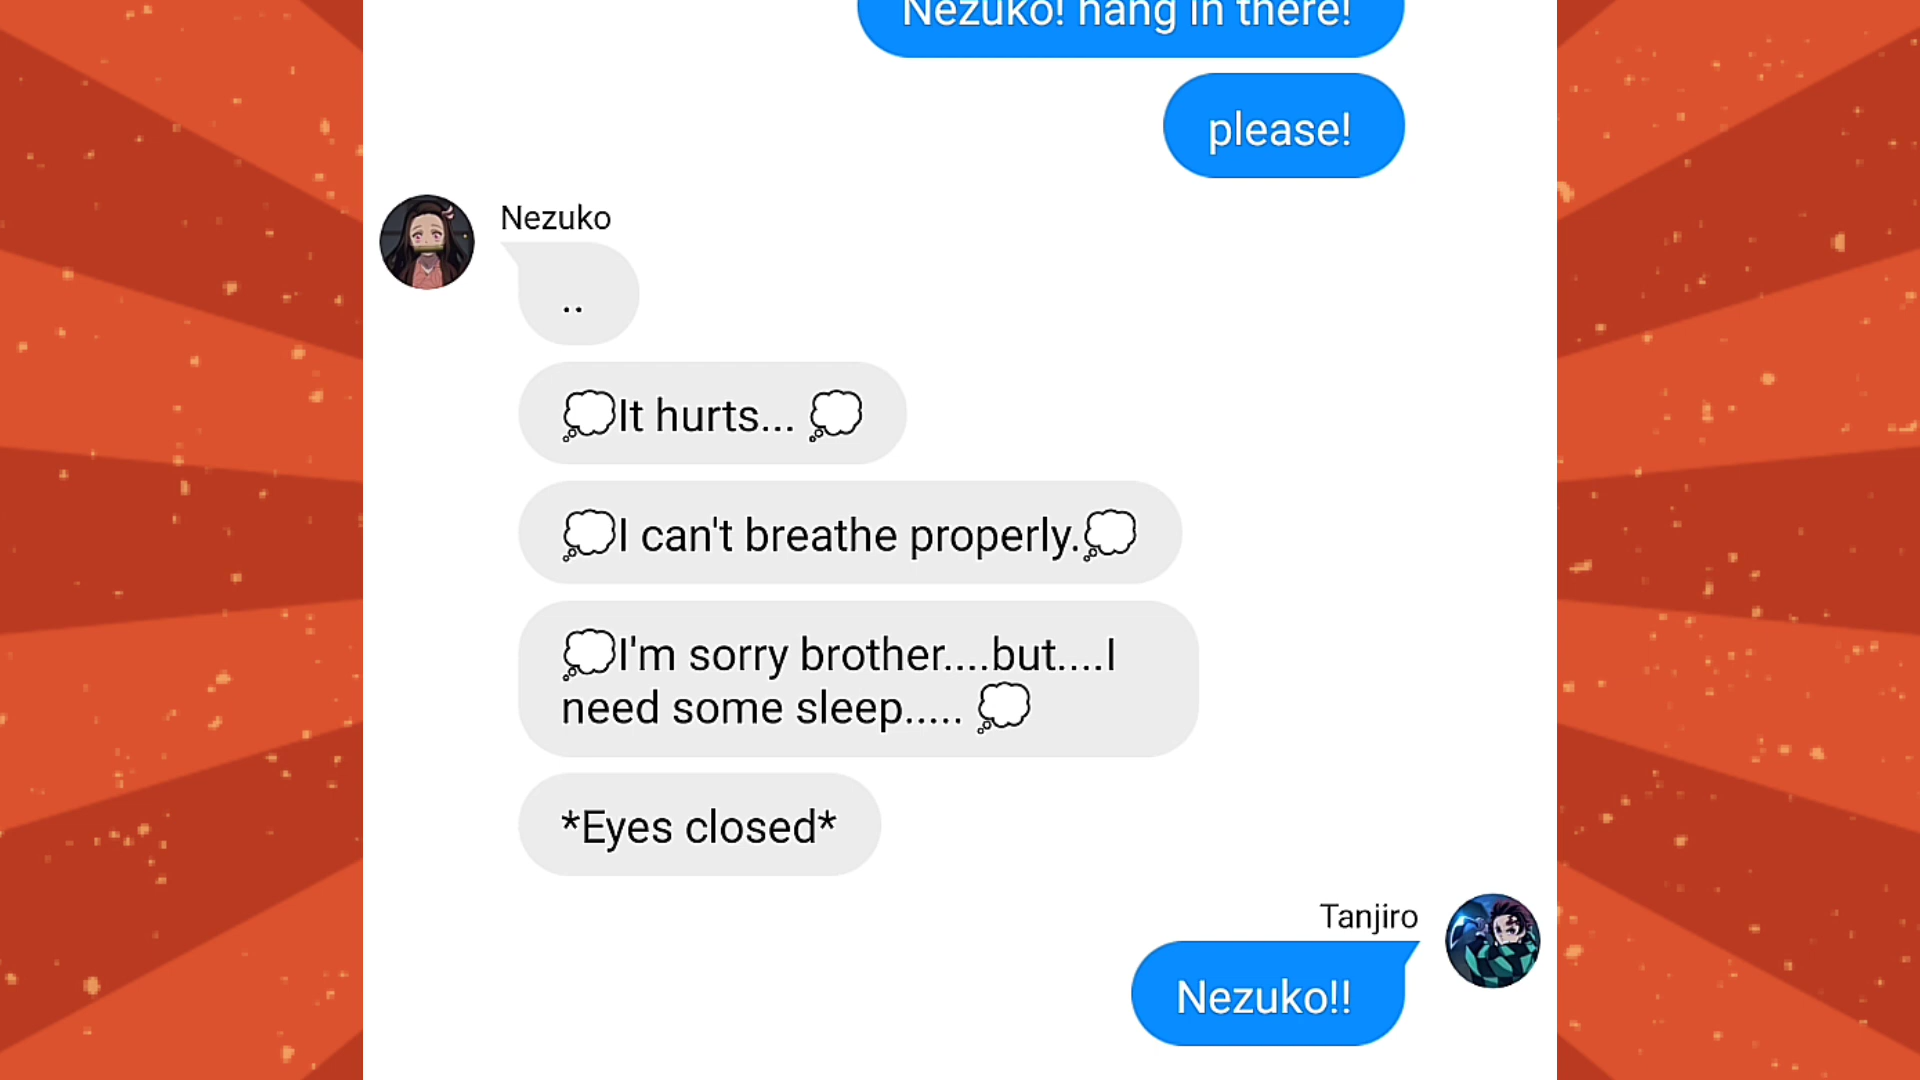 Nezuko! hang in there!
please!
Nezuko
..
💭It hurts... 💭
💭I can't breathe properly.💭
💭I'm sorry brother....but....I
need some sleep..... 💭
*Eyes closed*
Tanjiro
Nezuko!!